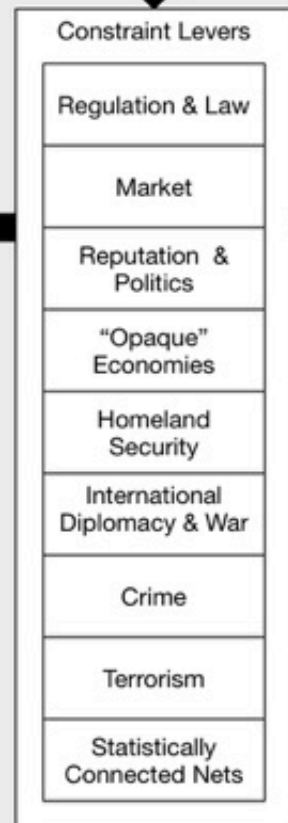 Constraint Levers
Regulation & Law
Market
Reputation &
Politics
“Opaque”
Economies
Homeland
Security
International
Diplomacy & War
Crime
Terrorism
Statistically
Connected Nets